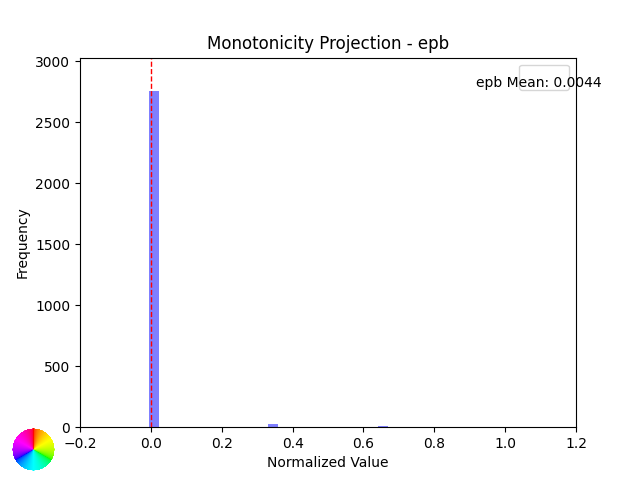 Monotonicity Projection - epb
epb Mean: 0.0044
3000
2500
2000
1500
1000
500
0
Frequency
−0.2 0.0 0.2 0.4 0.6 0.8 1.0 1.2
Normalized Value